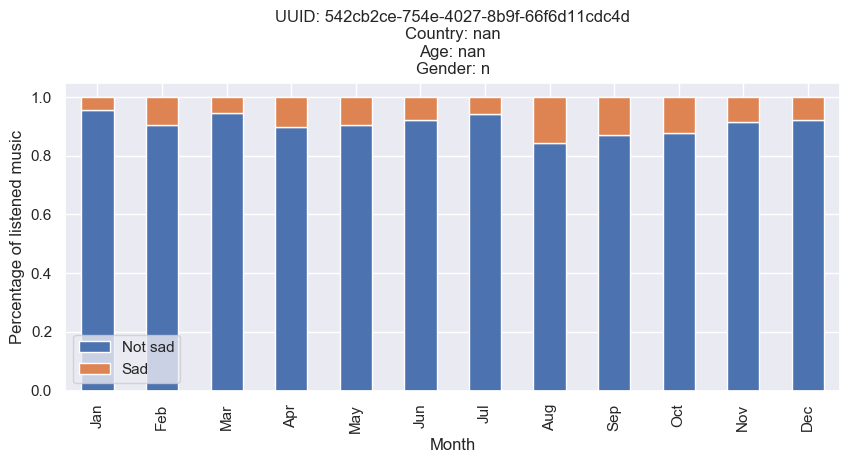 UUID: 542cb2ce-754e-4027-8b9f-66f6d11cdc4d
Country: nan
Age: nan
Gender: n
Percentage of listened music
1.0
0.8
0.6
0.4
0.2
0.0
Not sad
Sad
Jan
Feb
Mar
Apr
May
Jun
Jul
Aug
Sep
Oct
Nov
Dec
Month